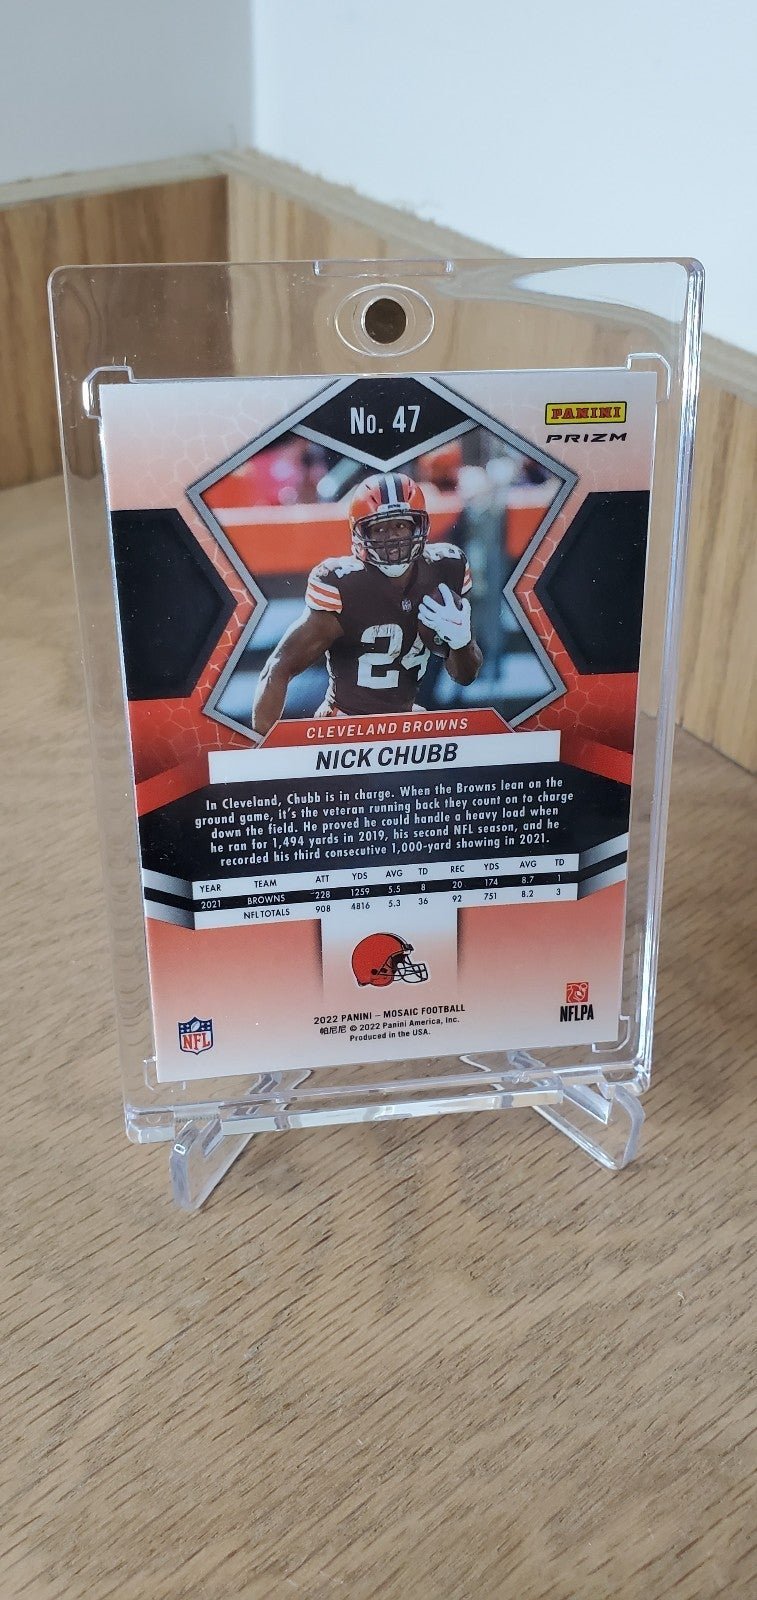 No. 47
PANINI
PRIZM
24
CLEVELAND BROWNS
NICK CHUBB
In Cleveland, Chubb is in charge. When the Browns lean on the
ground game, it's the veteran running back they count on to charge
down the field. He proved he could handle a heavy load when
he ran for 1,494 yards in 2019, his second NFL season, and he
recorded his third consecutive 1,000-yard showing in 2021.
YEAR TEAM ATT YDS AVG TD REC YDS AVG TD
2021 BROWNS 228 1259 5.5 8 20 174 8.7 1
NFL TOTALS 908 4816 5.3 36 92 751 8.2 3
2022 PANINI – MOSAIC FOOTBALL
帕尼尼 © 2022 Panini America, Inc.
Produced in the USA.
NFL
NFLPA